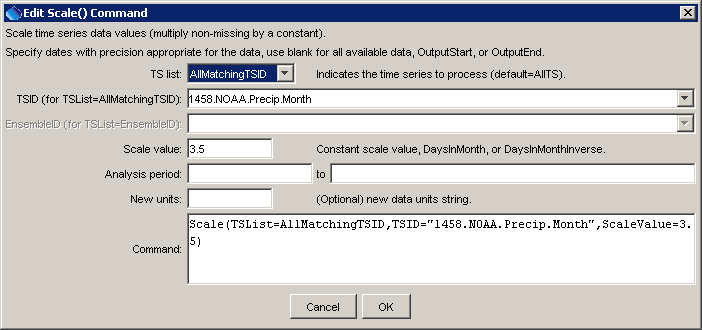 Edit Scale() Command
Scale time series data values (multiply non-missing by a constant).
Specify dates with precision appropriate for the data, use blank for all available data, OutputStart, or OutputEnd.
TS list: AllMatchingTSID Indicates the time series to process (default=AllTS).
TSID (for TSList=AllMatchingTSID): 1458.NOAA.Precip.Month
EnsembleID (for TSList=EnsembleID):
Scale value: 3.5 Constant scale value, DaysInMonth, or DaysInMonthInverse.
Analysis period: to
New units: (Optional) new data units string.
Command: Scale(TSList=AllMatchingTSID,TSID="1458.NOAA.Precip.Month",ScaleValue=3.
5)
Cancel OK